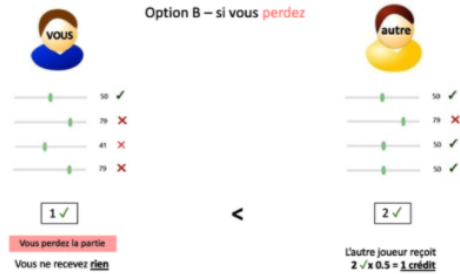 Option B – si vous perdez
vous
autre
50 ✓
79 ✗
41 ✗
79 ✗
50 ✓
79 ✗
50 ✓
50 ✓
1 ✓
<
2 ✓
Vous perdez la partie
Vous ne recevez rien
L'autre joueur reçoit
2 ✓x 0.5 = 1 crédit